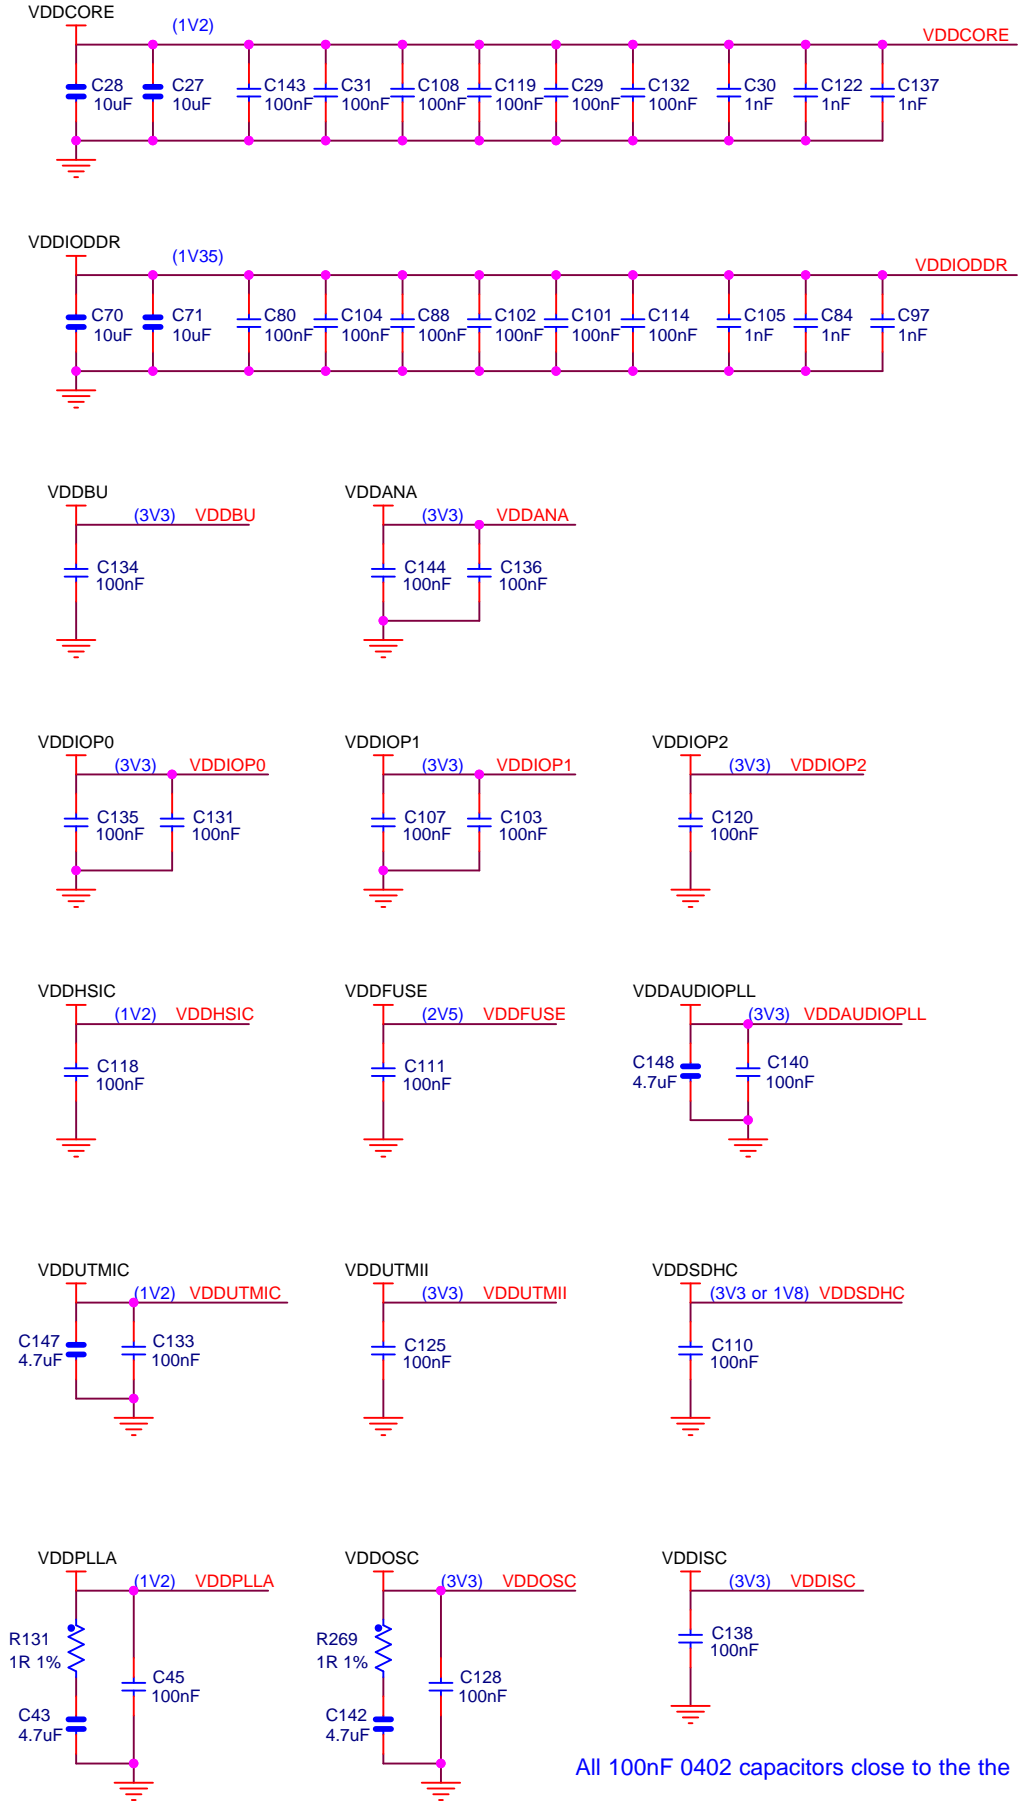 VDDCORE
(1V2)
VDDCORE
C28 C27 C143 C31 C108 C119 C29 C132 C30 C122 C137
10uF 10uF 100nF 100nF 100nF 100nF 100nF 100nF 1nF 1nF 1nF
VDDIODDR
(1V35)
VDDIODDR
C70 C71 C80 C104 C88 C102 C101 C114 C105 C84 C97
10uF 10uF 100nF 100nF 100nF 100nF 100nF 100nF 1nF 1nF 1nF
VDDBU VDDANA
(3V3) VDDBU (3V3) VDDANA
C134 C144 C136
100nF 100nF 100nF
VDDIOP0 VDDIOP1 VDDIOP2
(3V3) VDDIOP0 (3V3) VDDIOP1 (3V3) VDDIOP2
C135 C131 C107 C103 C120
100nF 100nF 100nF 100nF 100nF
VDDHSIC VDDFUSE VDDAUDIOPLL
(1V2) VDDHSIC (2V5) VDDFUSE (3V3) VDDAUDIOPLL
C118 C111 C148 C140
100nF 100nF 4.7uF 100nF
VDDUTMIC VDDUTMII VDDSDHC
(1V2) VDDUTMIC (3V3) VDDUTMII (3V3 or 1V8) VDDSDHC
C147 C133 C125 C110
4.7uF 100nF 100nF 100nF
VDDPLLA VDDOSC VDDISC
(1V2) VDDPLLA (3V3) VDDOSC (3V3) VDDISC
R131 R269 C138
1R 1% 1R 1% 100nF
C45 C128
100nF 100nF
C43 C142
4.7uF 4.7uF
All 100nF 0402 capacitors close to the the